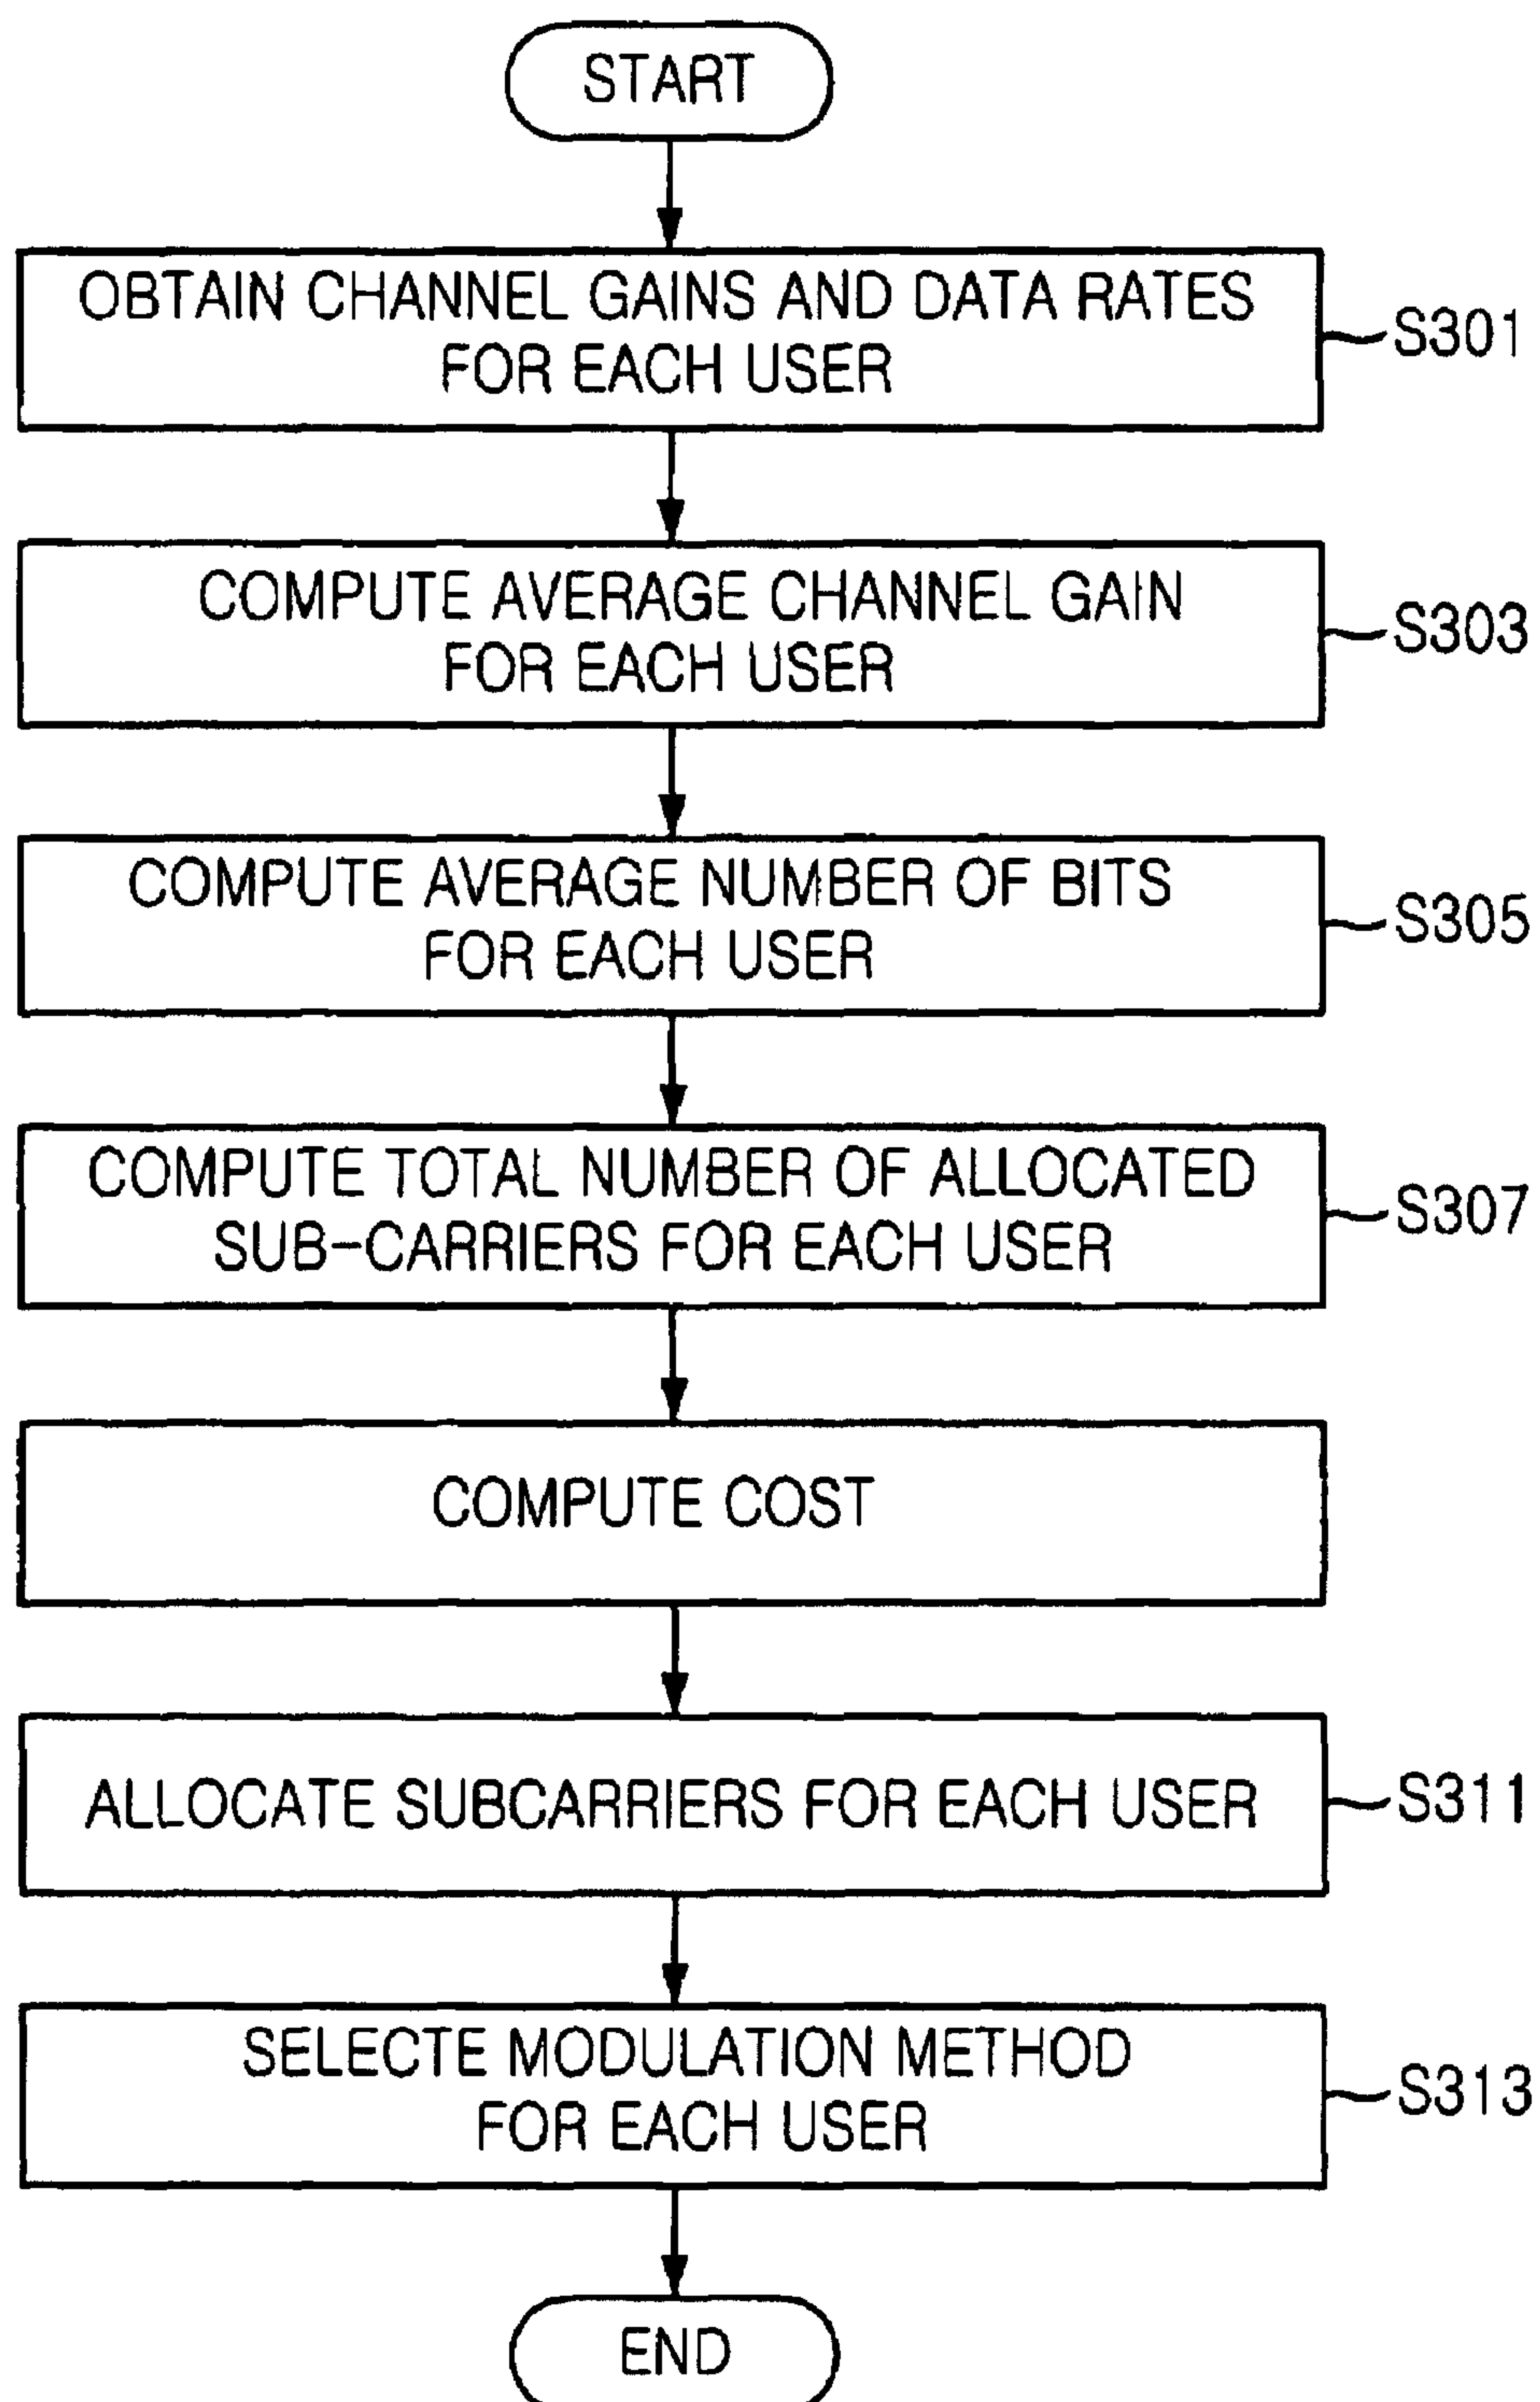 START
OBTAIN CHANNEL GAINS AND DATA RATES
FOR EACH USER
S301
COMPUTE AVERAGE CHANNEL GAIN
FOR EACH USER
S303
COMPUTE AVERAGE NUMBER OF BITS
FOR EACH USER
S305
COMPUTE TOTAL NUMBER OF ALLOCATED
SUB-CARRIERS FOR EACH USER
S307
COMPUTE COST
ALLOCATE SUBCARRIERS FOR EACH USER
S311
SELECTE MODULATION METHOD
FOR EACH USER
S313
END